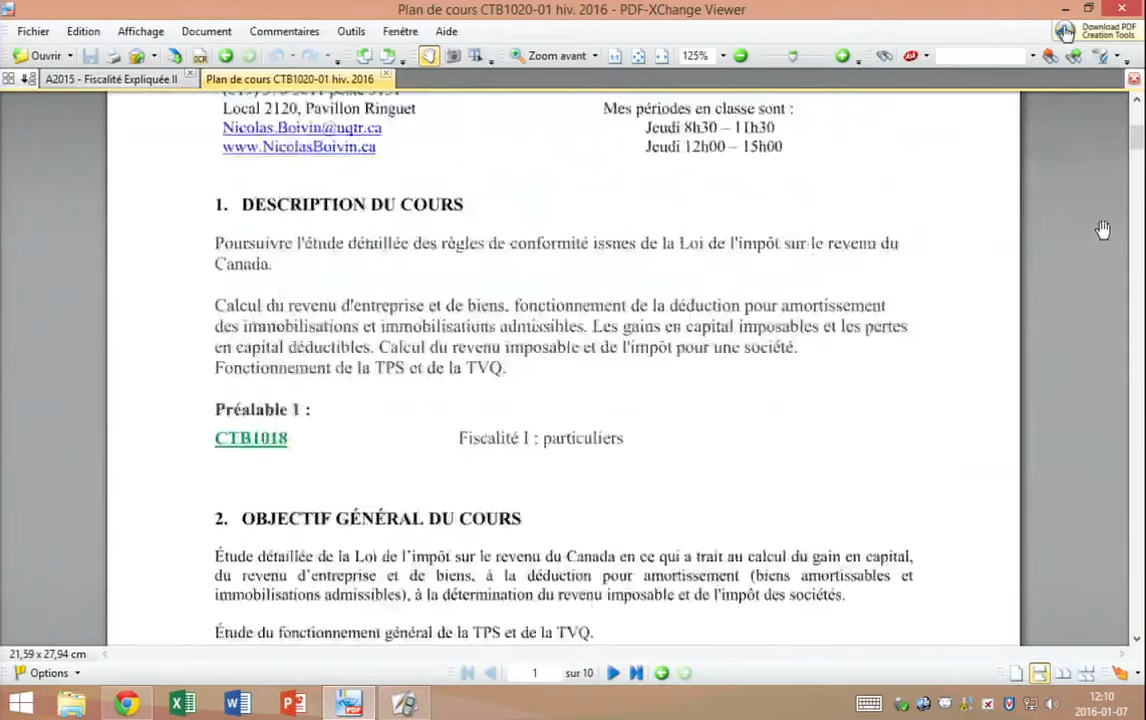 Plan de cours CTB1020-01 hiv. 2016 - PDF-XChange Viewer
Fichier Edition Affichage Document Commentaires Outils Fenêtre Aide
Download PDF
Creation Tools
Ouvrir OCR Zoom avant 125%
A2015 - Fiscalité Expliquée II Plan de cours CTB1020-01 hiv. 2016
Local 2120, Pavillon Ringuet Mes périodes en classe sont :
Nicolas.Boivin@uqtr.ca Jeudi 8h30 – 11h30
www.NicolasBoivin.ca Jeudi 12h00 – 15h00
1. DESCRIPTION DU COURS
Poursuivre l'étude détaillée des règles de conformité issues de la Loi de l'impôt sur le revenu du
Canada.
Calcul du revenu d'entreprise et de biens, fonctionnement de la déduction pour amortissement
des immobilisations et immobilisations admissibles. Les gains en capital imposables et les pertes
en capital déductibles. Calcul du revenu imposable et de l'impôt pour une société.
Fonctionnement de la TPS et de la TVQ.
Préalable 1 :
CTB1018 Fiscalité I : particuliers
2. OBJECTIF GÉNÉRAL DU COURS
Étude détaillée de la Loi de l'impôt sur le revenu du Canada en ce qui a trait au calcul du gain en capital,
du revenu d'entreprise et de biens, à la déduction pour amortissement (biens amortissables et
immobilisations admissibles), à la détermination du revenu imposable et de l'impôt des sociétés.
Étude du fonctionnement général de la TPS et de la TVQ.
21,59 x 27,94 cm
Options 1 sur 10
12:10
2016-01-07